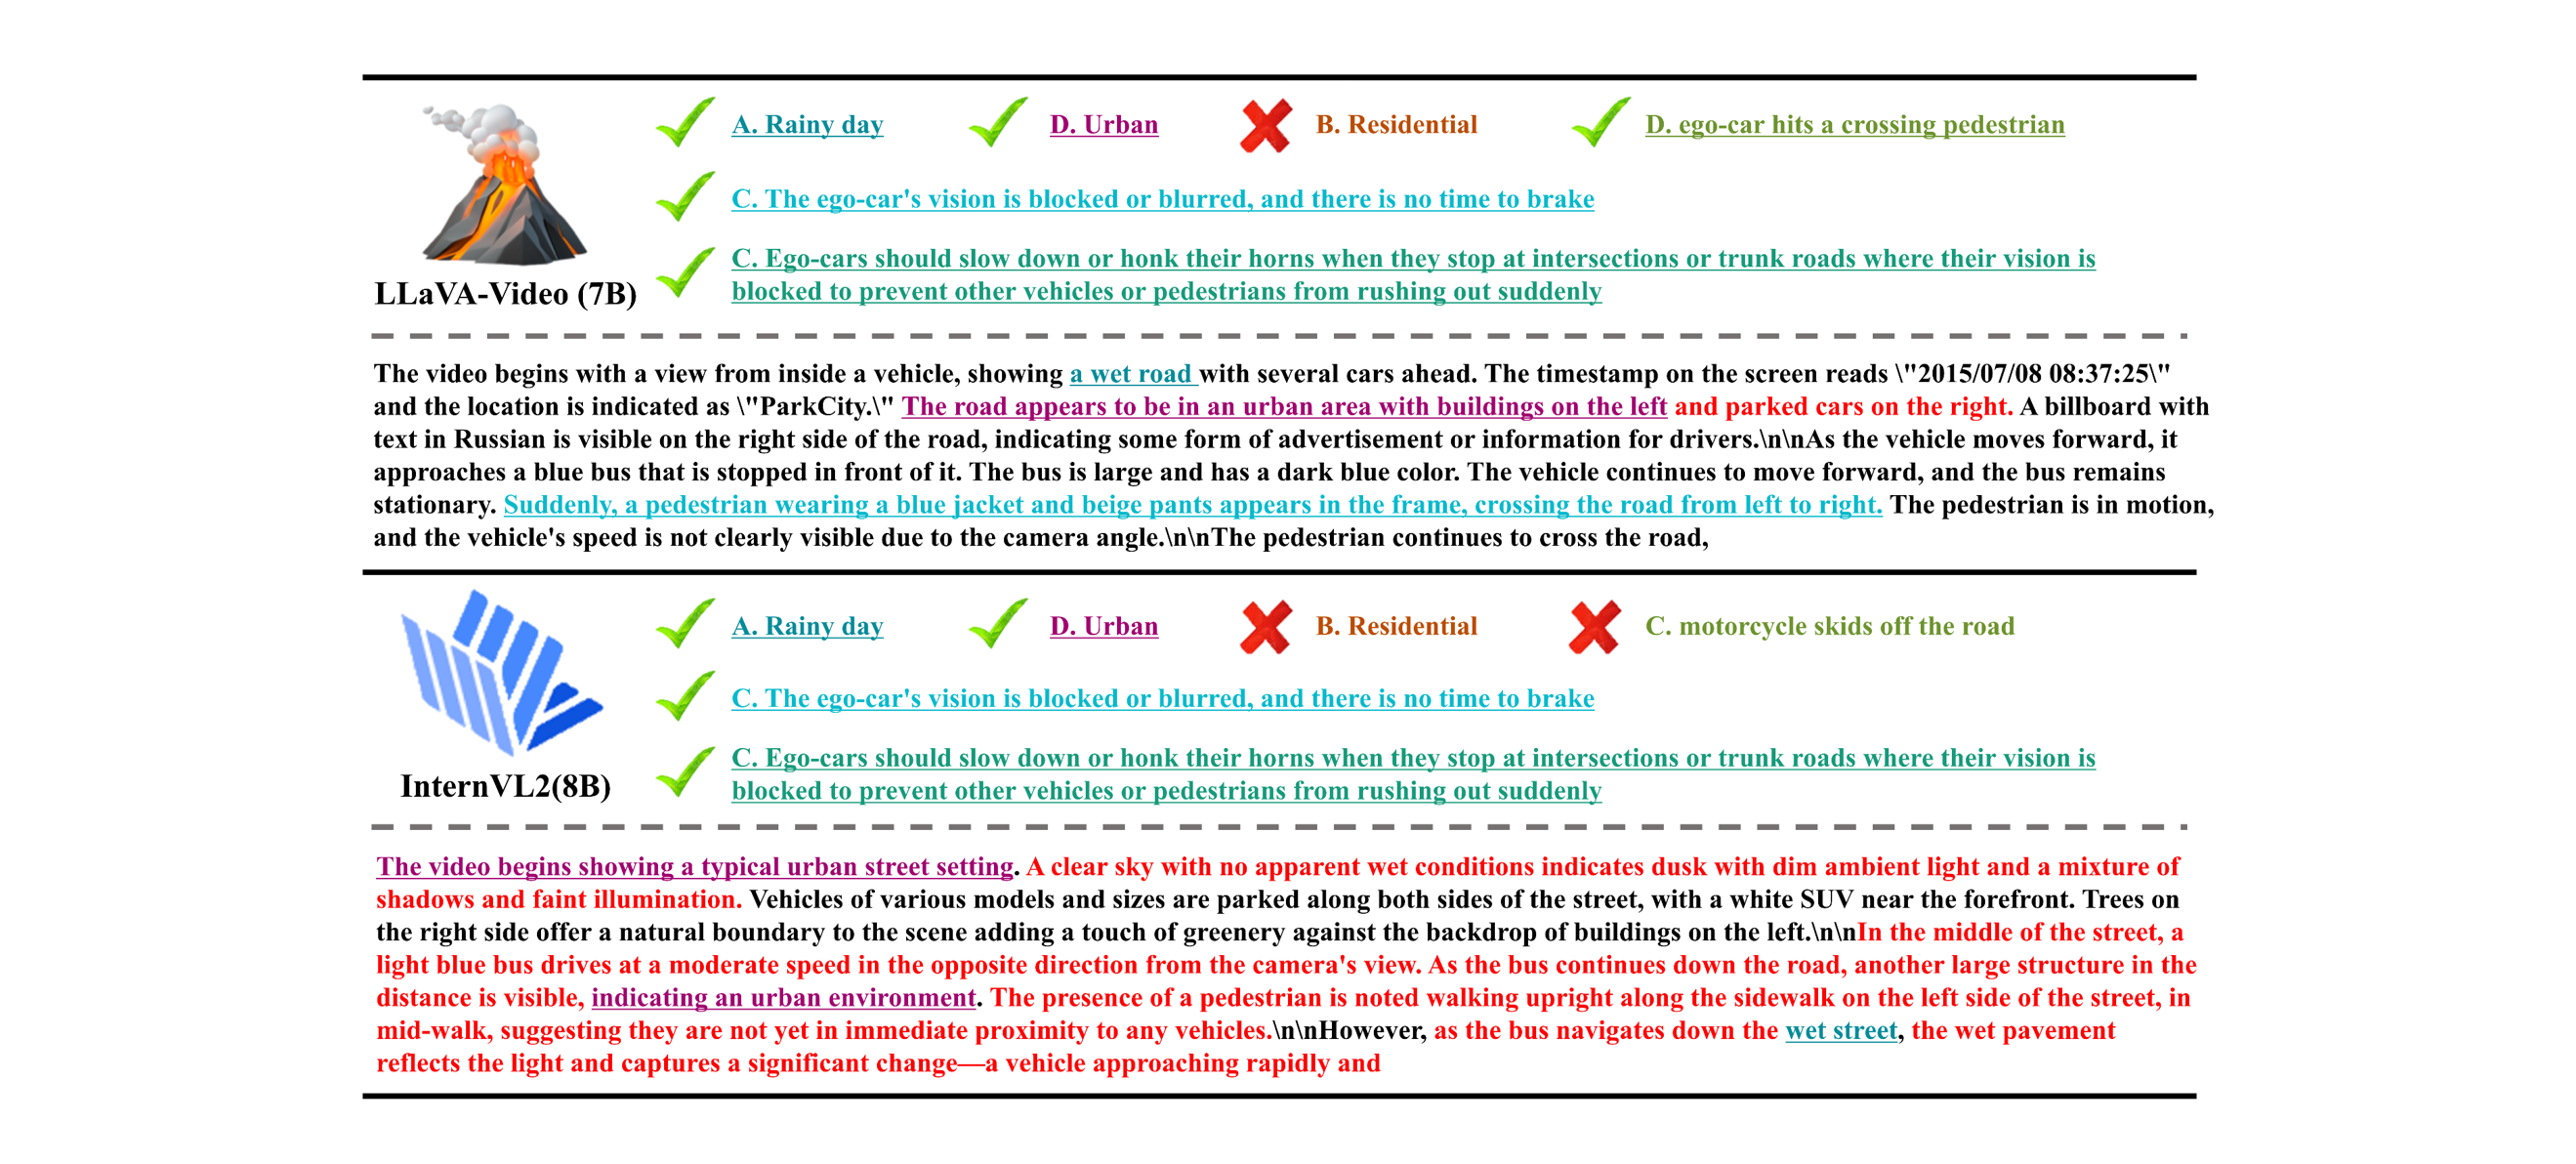 A. Rainy day D. Urban B. Residential D. ego-car hits a crossing pedestrian
C. The ego-car's vision is blocked or blurred, and there is no time to brake
C. Ego-cars should slow down or honk their horns when they stop at intersections or trunk roads where their vision is
blocked to prevent other vehicles or pedestrians from rushing out suddenly
LLaVA-Video (7B)
The video begins with a view from inside a vehicle, showing a wet road with several cars ahead. The timestamp on the screen reads \"2015/07/08 08:37:25\"
and the location is indicated as \"ParkCity.\" The road appears to be in an urban area with buildings on the left and parked cars on the right. A billboard with
text in Russian is visible on the right side of the road, indicating some form of advertisement or information for drivers.\n\nAs the vehicle moves forward, it
approaches a blue bus that is stopped in front of it. The bus is large and has a dark blue color. The vehicle continues to move forward, and the bus remains
stationary. Suddenly, a pedestrian wearing a blue jacket and beige pants appears in the frame, crossing the road from left to right. The pedestrian is in motion,
and the vehicle's speed is not clearly visible due to the camera angle.\n\nThe pedestrian continues to cross the road,
A. Rainy day D. Urban B. Residential C. motorcycle skids off the road
C. The ego-car's vision is blocked or blurred, and there is no time to brake
C. Ego-cars should slow down or honk their horns when they stop at intersections or trunk roads where their vision is
blocked to prevent other vehicles or pedestrians from rushing out suddenly
InternVL2(8B)
The video begins showing a typical urban street setting. A clear sky with no apparent wet conditions indicates dusk with dim ambient light and a mixture of
shadows and faint illumination. Vehicles of various models and sizes are parked along both sides of the street, with a white SUV near the forefront. Trees on
the right side offer a natural boundary to the scene adding a touch of greenery against the backdrop of buildings on the left.\n\nIn the middle of the street, a
light blue bus drives at a moderate speed in the opposite direction from the camera's view. As the bus continues down the road, another large structure in the
distance is visible, indicating an urban environment. The presence of a pedestrian is noted walking upright along the sidewalk on the left side of the street, in
mid-walk, suggesting they are not yet in immediate proximity to any vehicles.\n\nHowever, as the bus navigates down the wet street, the wet pavement
reflects the light and captures a significant change—a vehicle approaching rapidly and